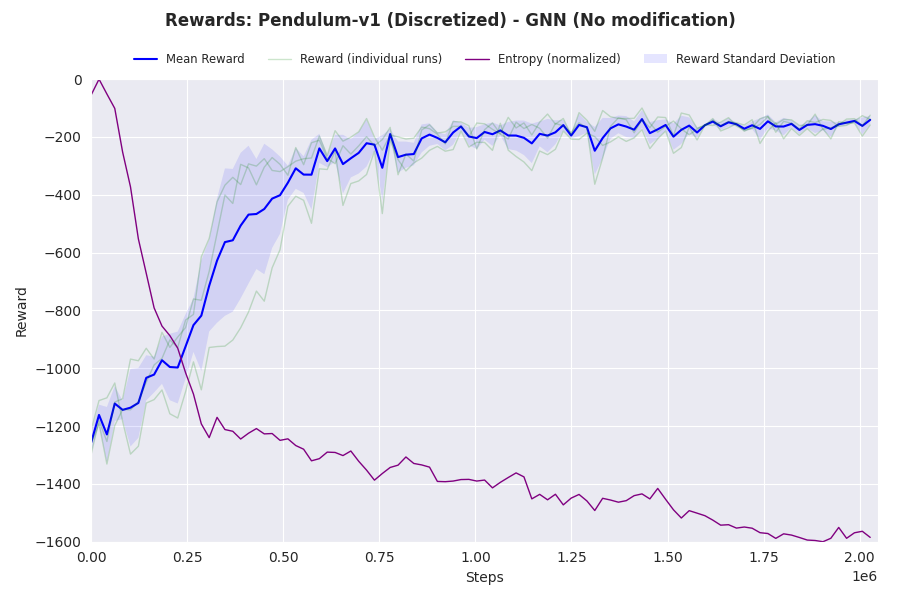 Rewards: Pendulum-v1 (Discretized) - GNN (No modification)
Mean Reward
Reward (individual runs)
Entropy (normalized)
Reward Standard Deviation
0
−200
−400
−600
−800
−1000
−1200
−1400
−1600
Reward
0.00
0.25
0.50
0.75
1.00
1.25
1.50
1.75
2.00
1e6
Steps